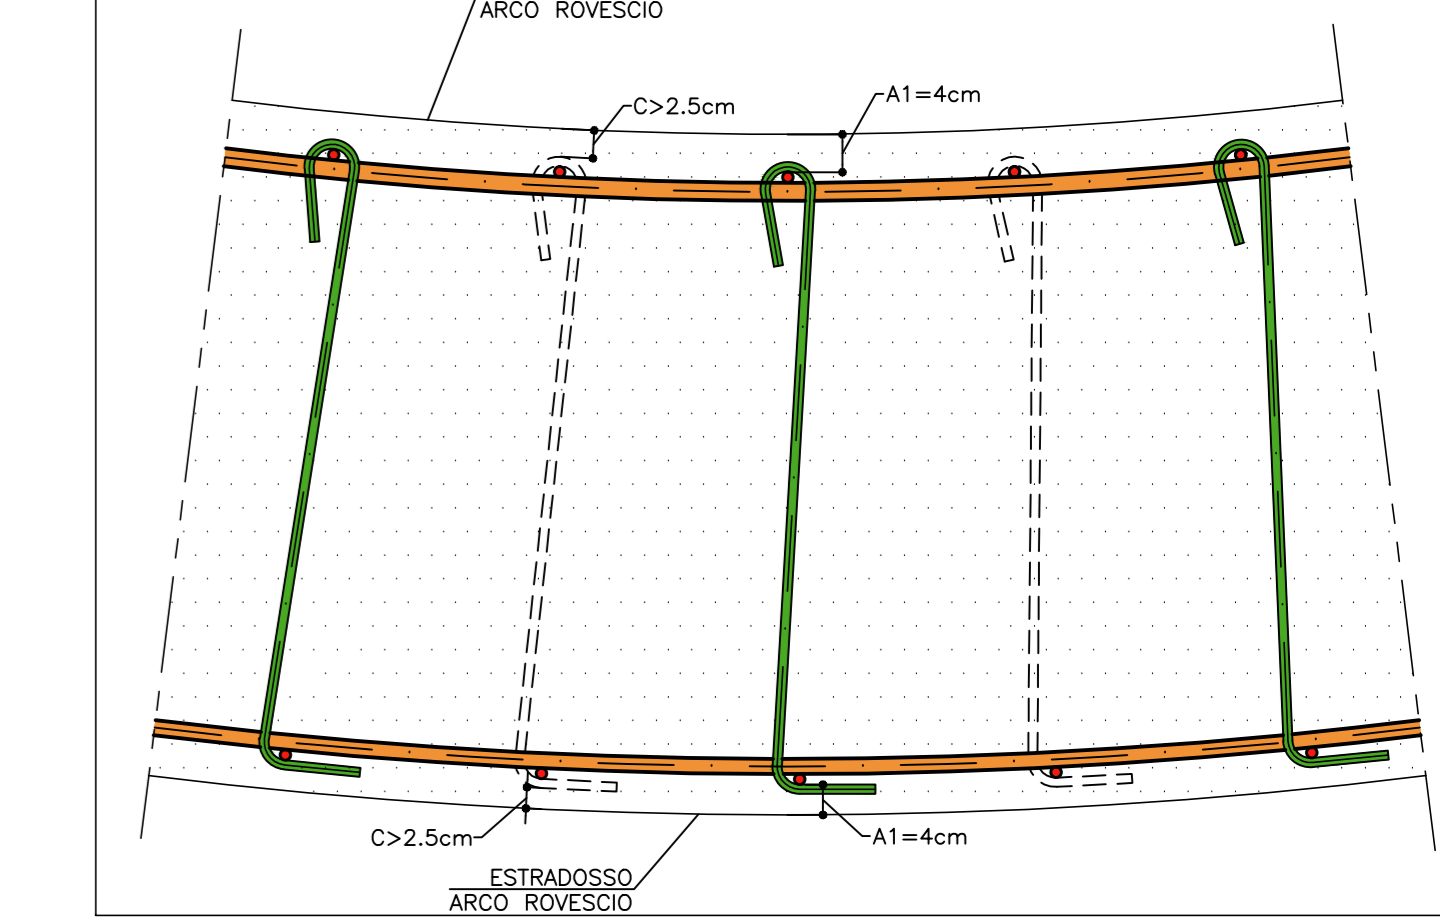 ARCO ROVESCIO
C>2.5cm
A1=4cm
C>2.5cm
A1=4cm
ESTRADOSSO
ARCO ROVESCIO